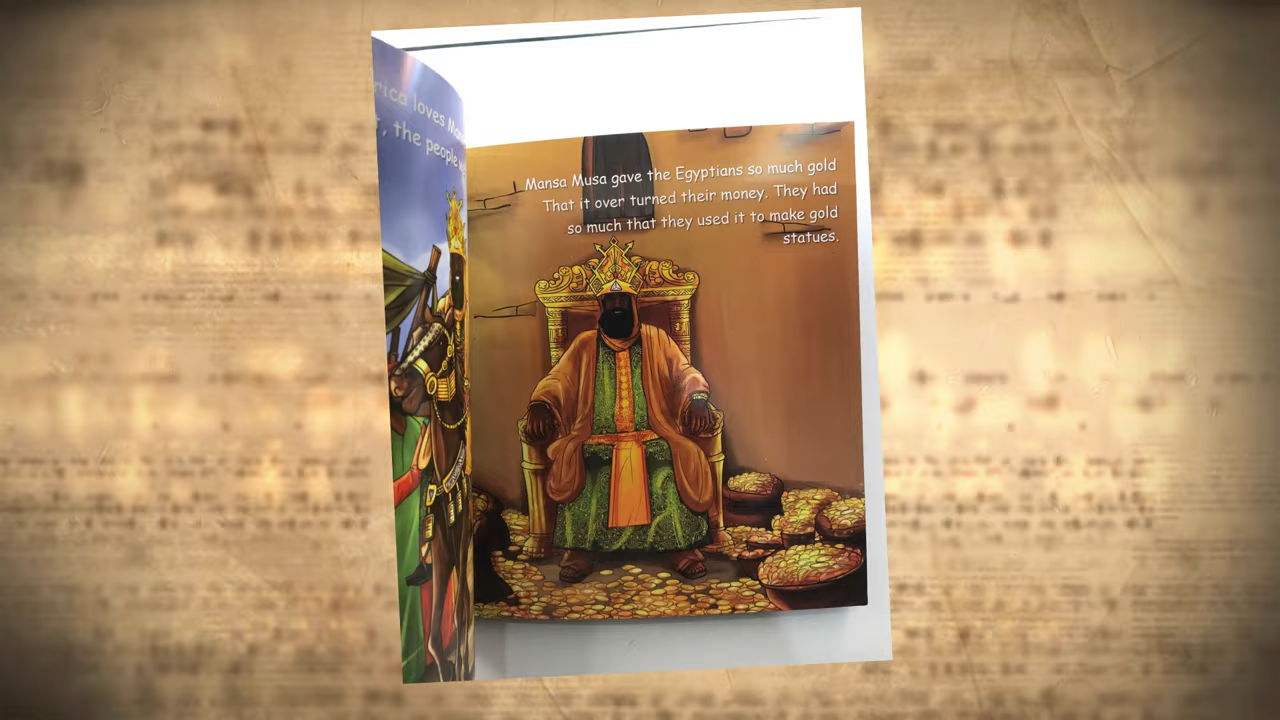 rica loves
, the people
Mansa Musa gave the Egyptians so much gold
That it over turned their money. They had
so much that they used it to make gold
statues.